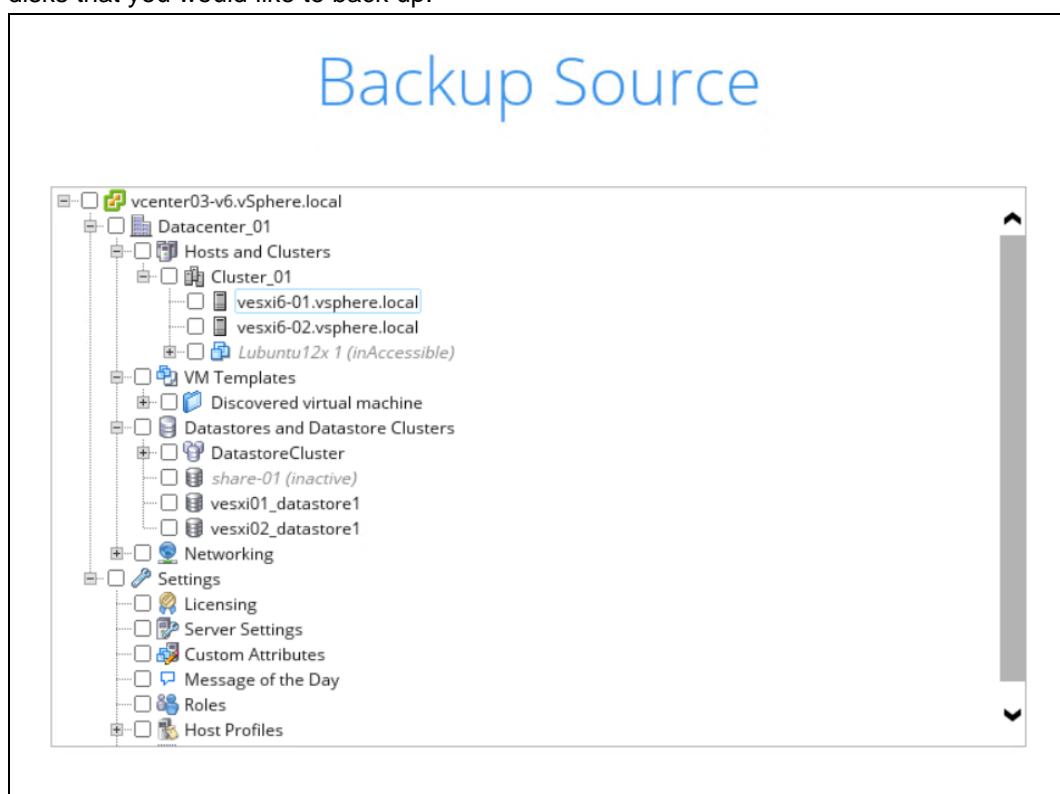 disks that you would like to back up.
Backup Source
vcenter03-v6.vSphere.local
Datacenter_01
Hosts and Clusters
Cluster_01
vesxi6-01.vsphere.local
vesxi6-02.vsphere.local
Lubuntu12x 1 (inAccessible)
VM Templates
Discovered virtual machine
Datastores and Datastore Clusters
DatastoreCluster
share-01 (inactive)
vesxi01_datastore1
vesxi02_datastore1
Networking
Settings
Licensing
Server Settings
Custom Attributes
Message of the Day
Roles
Host Profiles